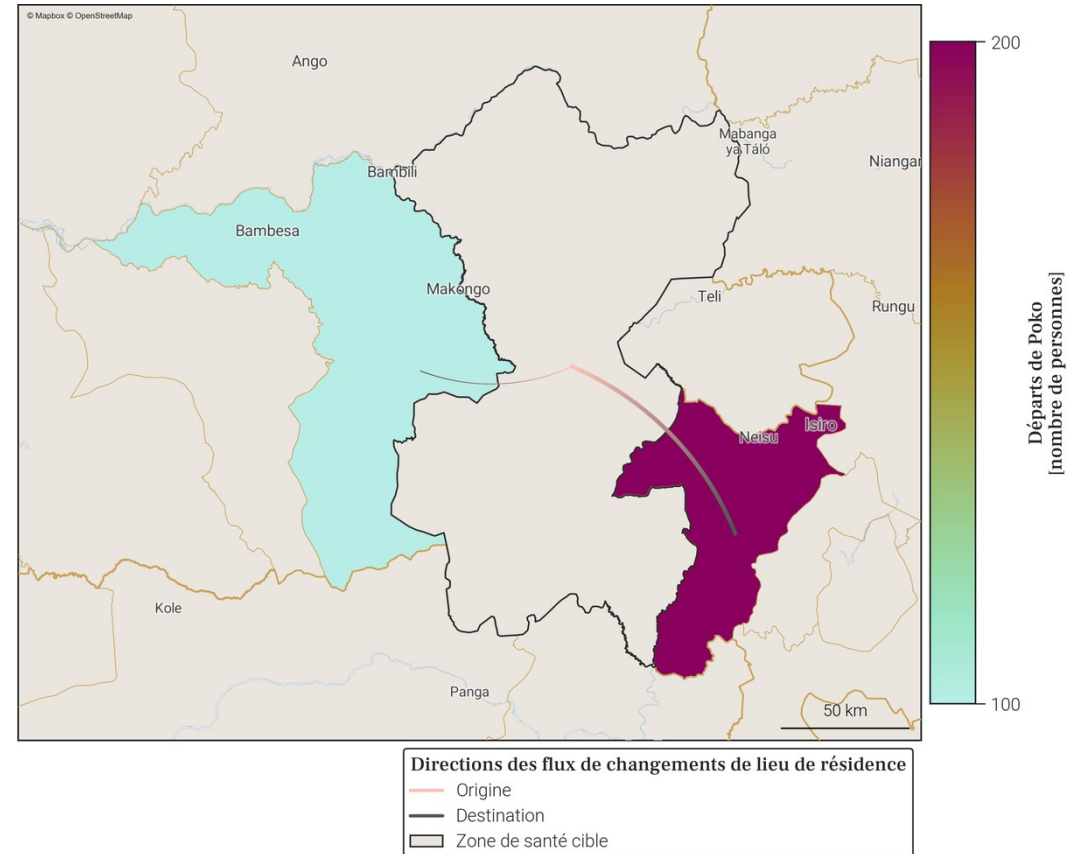 © Mapbox © OpenStreetMap
Ango
Mabanga
ya Táló
Niangar
Bambili
Bambesa
Makongo
Teli
Rungu
Neisu
Isiro
Kole
Panga
50 km
200
100
Départs de Poko
[nombre de personnes]
Directions des flux de changements de lieu de résidence
Origine
Destination
Zone de santé cible